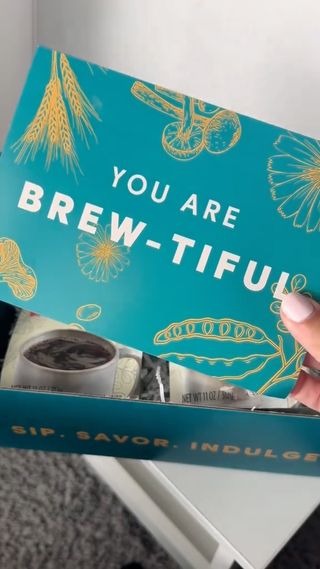 YOU ARE
BREW-TIFUL
NET WT 11 OZ /
SIP. SAVOR. INDULGE